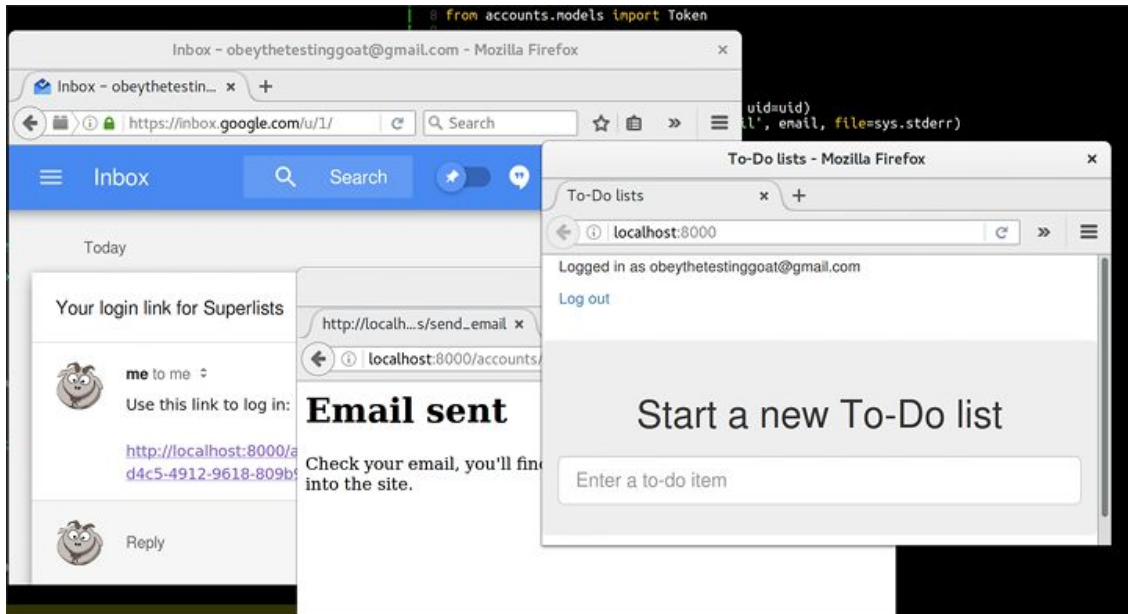 8 from accounts.models import Token
Inbox – obeythetestinggoat@gmail.com - Mozilla Firefox
Inbox – obeythetestin...
https://inbox.google.com/u/1/
Search
uid=uid)
', email, file=sys.stderr)
Inbox
Search
Today
Your login link for Superlists
me to me
Use this link to log in:
http://localhost:8000/a
d4c5-4912-9618-809b
Reply
http://localh...s/send_email
localhost:8000/accounts/
Email sent
Check your email, you'll fin
into the site.
To-Do lists - Mozilla Firefox
To-Do lists
localhost:8000
Logged in as obeythetestinggoat@gmail.com
Log out
Start a new To-Do list
Enter a to-do item